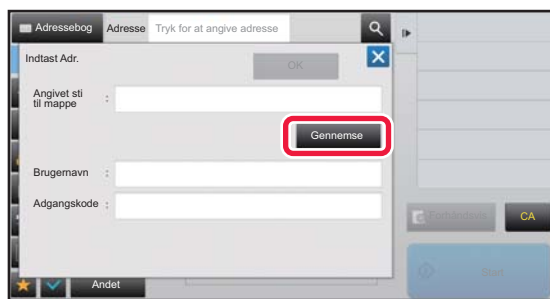 Adressebog
Adresse
Tryk for at angive adresse
Indtast Adr.
OK
Angivet sti
til mappe :
Gennemse
Brugernavn :
Adgangskode :
CA
Start
Andet